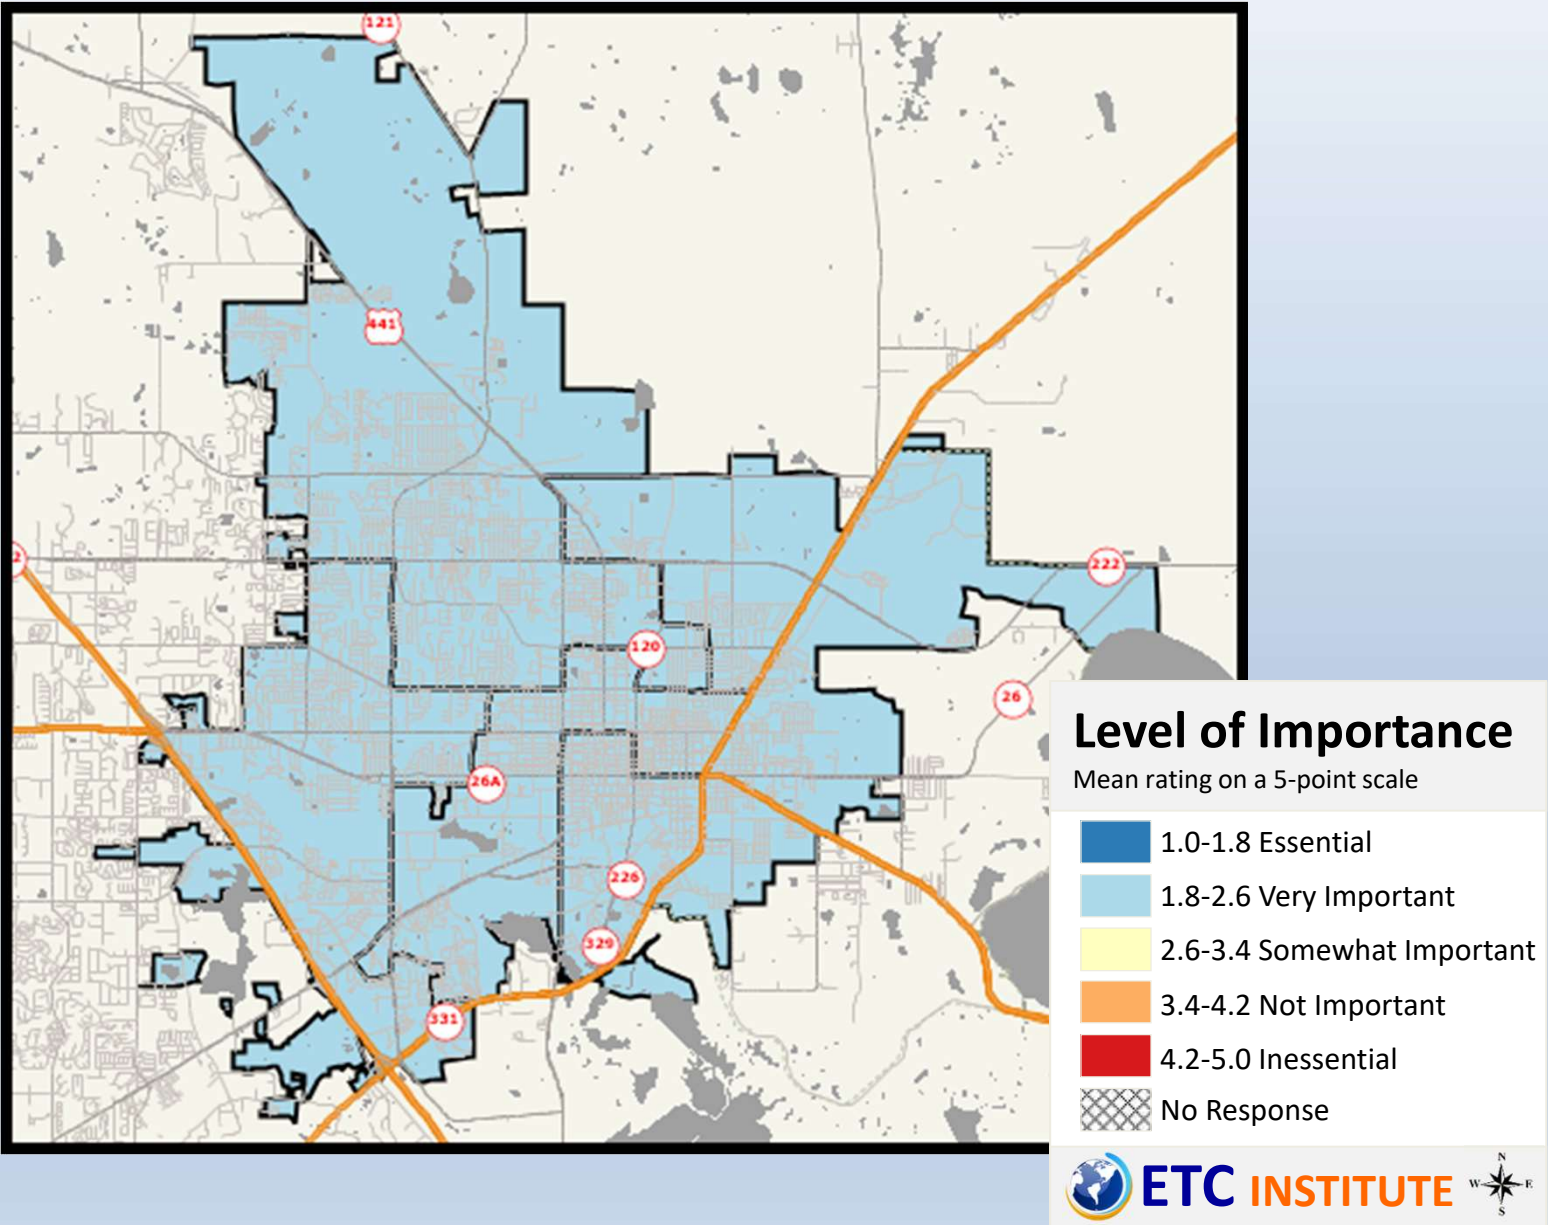 121
441
2
222
120
26
26A
226
329
331
Level of Importance
Mean rating on a 5-point scale
1.0-1.8 Essential
1.8-2.6 Very Important
2.6-3.4 Somewhat Important
3.4-4.2 Not Important
4.2-5.0 Inessential
No Response
ETC INSTITUTE
N
W E
S